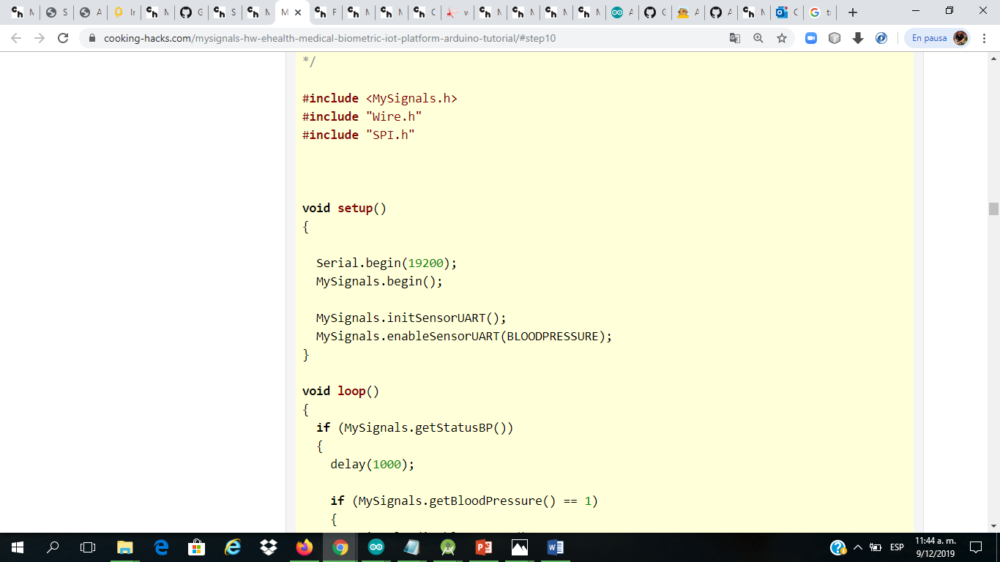 cooking-hacks.com/mysignals-hw-ehealth-medical-biometric-iot-platform-arduino-tutorial/#step10
En pausa
*/
#include <MySignals.h>
#include "Wire.h"
#include "SPI.h"
void setup()
{
Serial.begin(19200);
MySignals.begin();
MySignals.initSensorUART();
MySignals.enableSensorUART(BLOODPRESSURE);
}
void loop()
{
if (MySignals.getStatusBP())
{
delay(1000);
if (MySignals.getBloodPressure() == 1)
{
ESP
11:44 a. m.
9/12/2019